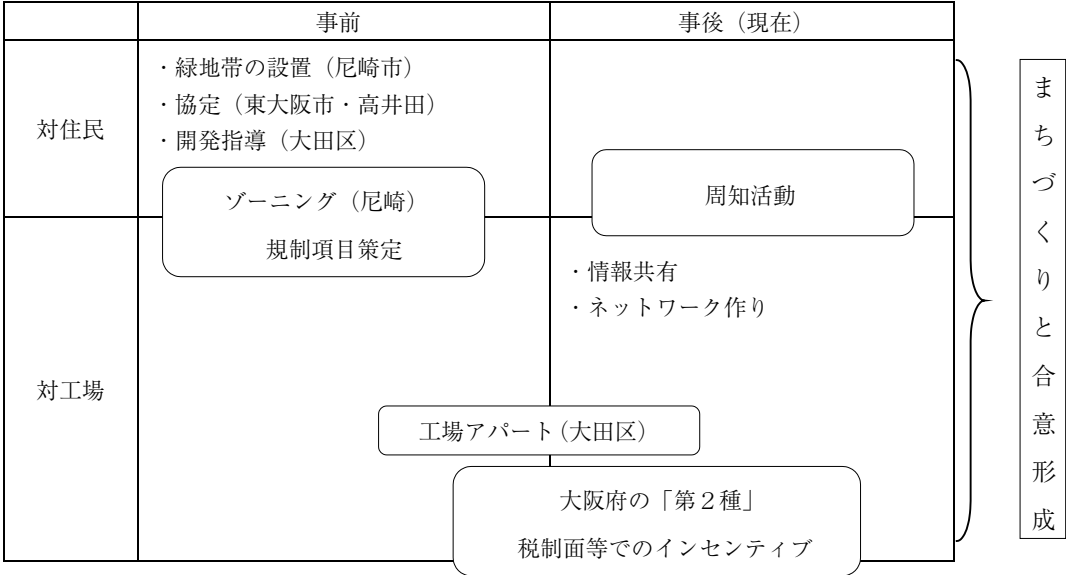 事前
事後（現在）
対住民
・緑地帯の設置（尼崎市）
・協定（東大阪市・高井田）
・開発指導（大田区）
ゾーニング（尼崎）
規制項目策定
周知活動
対工場
・情報共有
・ネットワーク作り
工場アパート（大田区）
大阪府の「第２種」
税制面等でのインセンティブ
まちづくりと合意形成